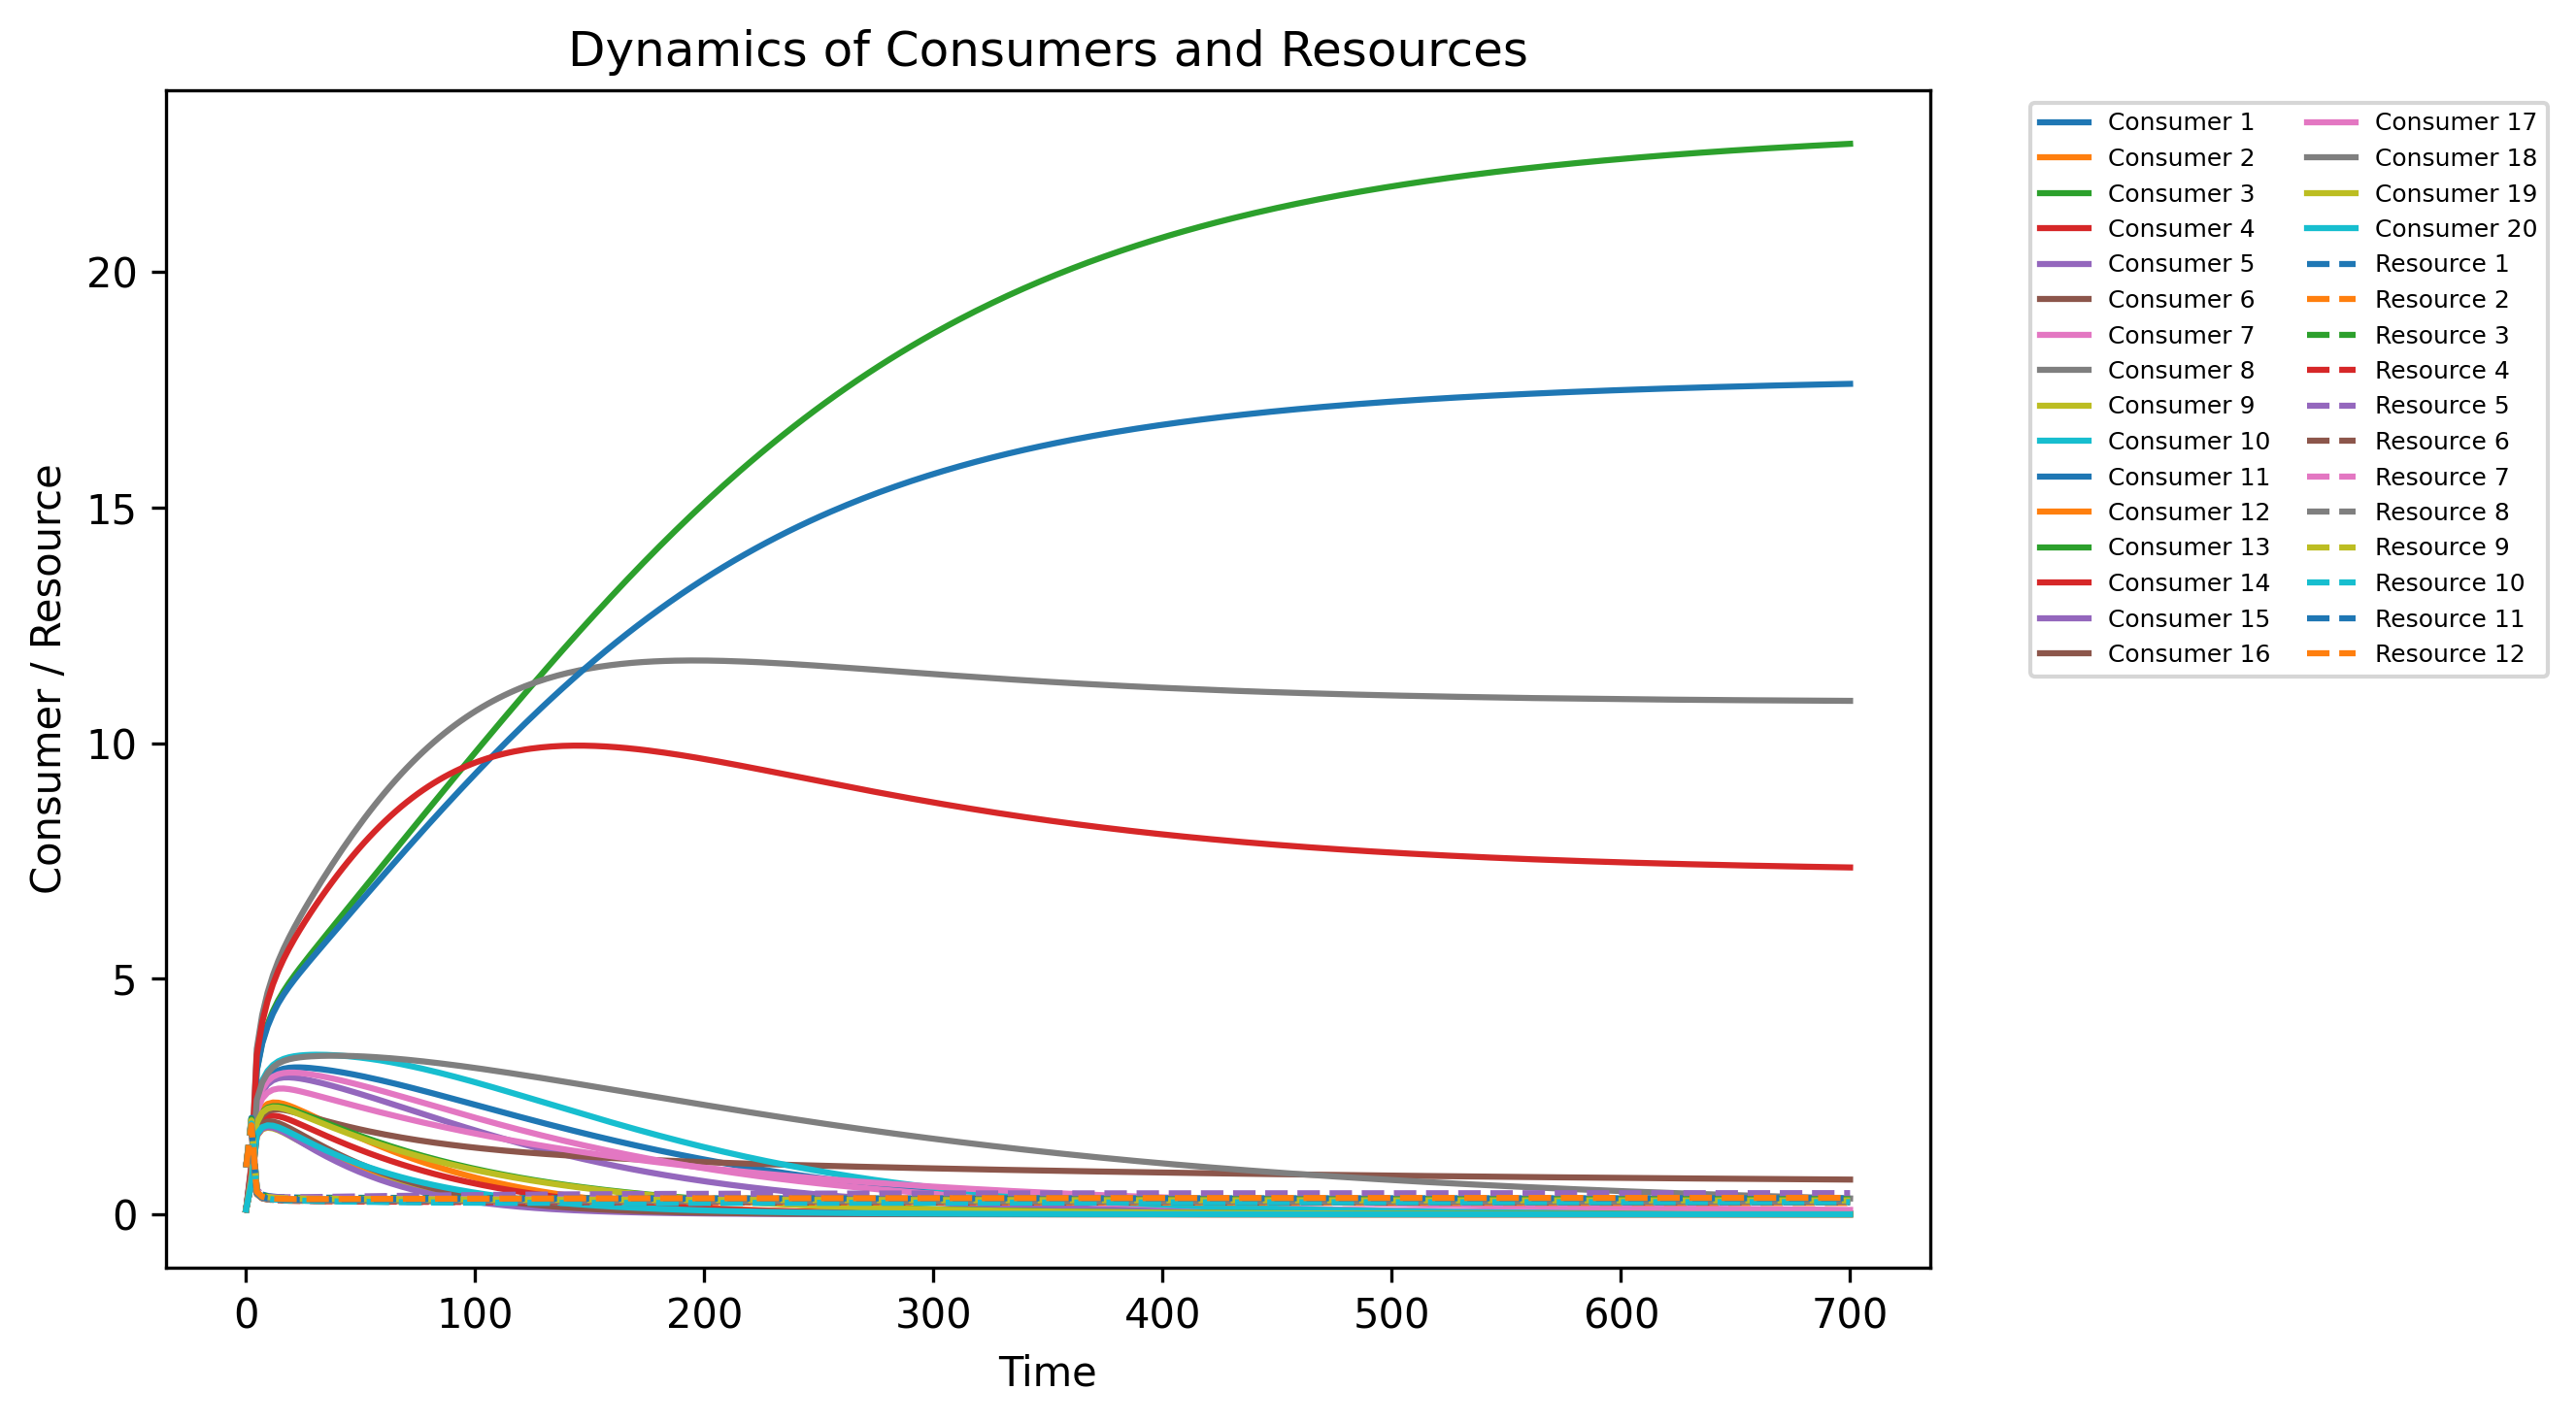 Dynamics of Consumers and Resources
Consumer / Resource
20
15
10
5
0
0 100 200 300 400 500 600 700
Time
Consumer 1
Consumer 2
Consumer 3
Consumer 4
Consumer 5
Consumer 6
Consumer 7
Consumer 8
Consumer 9
Consumer 10
Consumer 11
Consumer 12
Consumer 13
Consumer 14
Consumer 15
Consumer 16
Consumer 17
Consumer 18
Consumer 19
Consumer 20
Resource 1
Resource 2
Resource 3
Resource 4
Resource 5
Resource 6
Resource 7
Resource 8
Resource 9
Resource 10
Resource 11
Resource 12